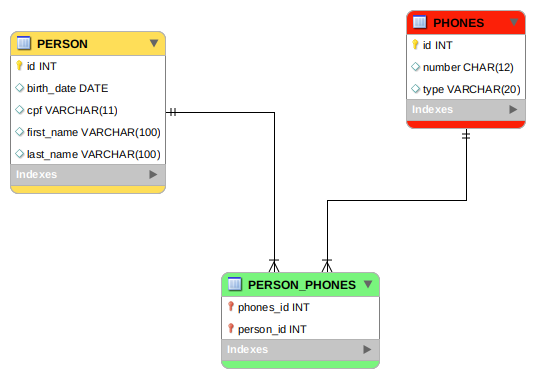 PERSON
id INT
birth_date DATE
cpf VARCHAR(11)
first_name VARCHAR(100)
last_name VARCHAR(100)
Indexes
PHONES
id INT
number CHAR(12)
type VARCHAR(20)
Indexes
PERSON_PHONES
phones_id INT
person_id INT
Indexes